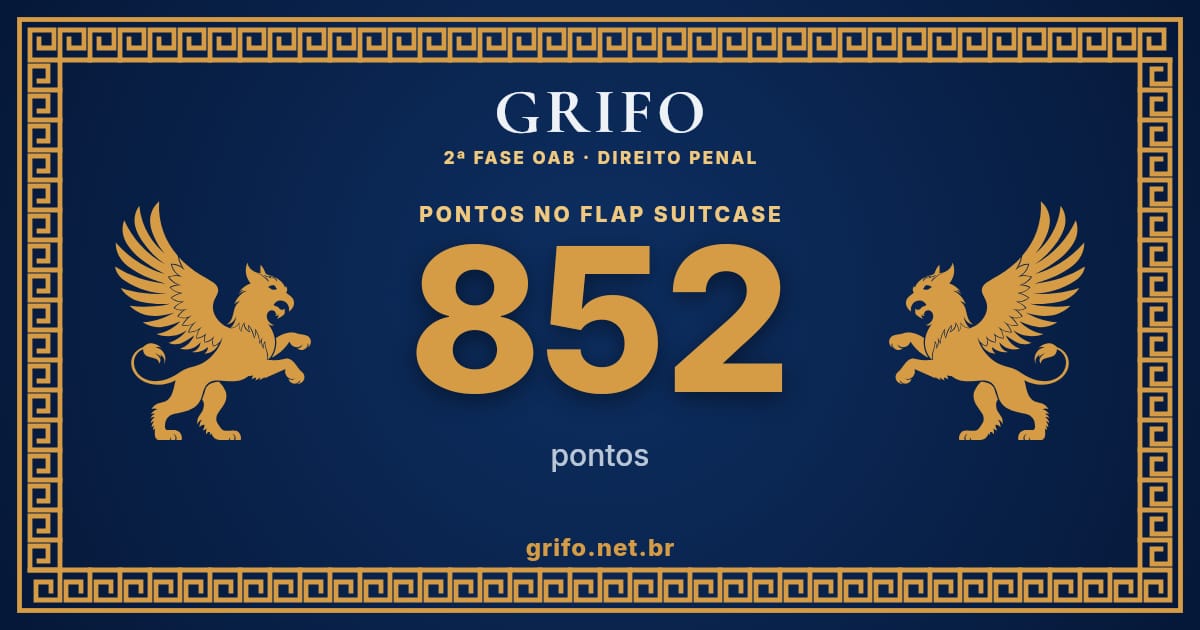 GRIFO
2ª FASE OAB · DIREITO PENAL
PONTOS NO FLAP SUITCASE
852
pontos
grifo.net.br